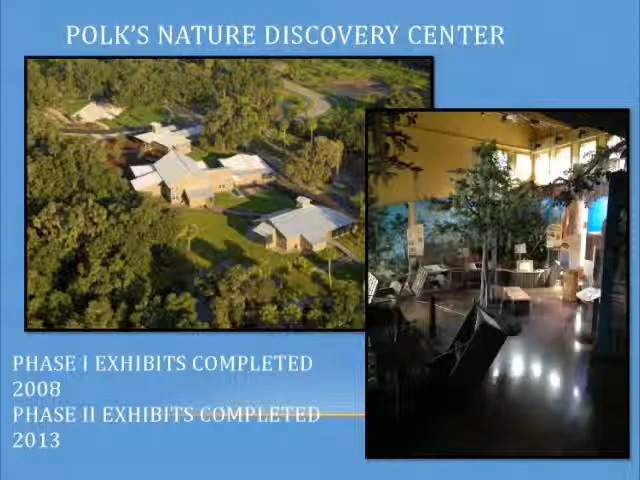 POLK'S NATURE DISCOVERY CENTER
PHASE I EXHIBITS COMPLETED
2008
PHASE II EXHIBITS COMPLETED
2013